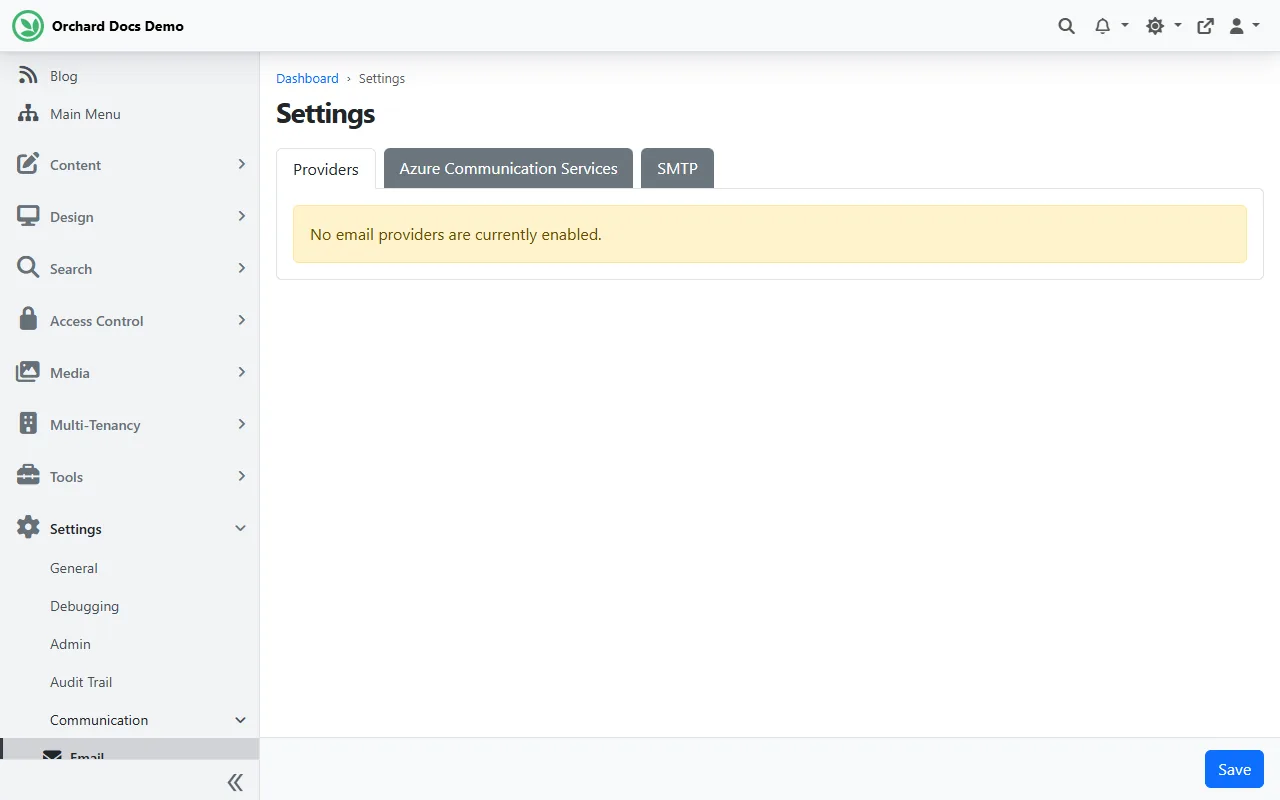 Orchard Docs Demo
Blog
Main Menu
Content
Design
Search
Access Control
Media
Multi-Tenancy
Tools
Settings
General
Debugging
Admin
Audit Trail
Communication
Email
Dashboard › Settings
Settings
Providers
Azure Communication Services
SMTP
No email providers are currently enabled.
Save